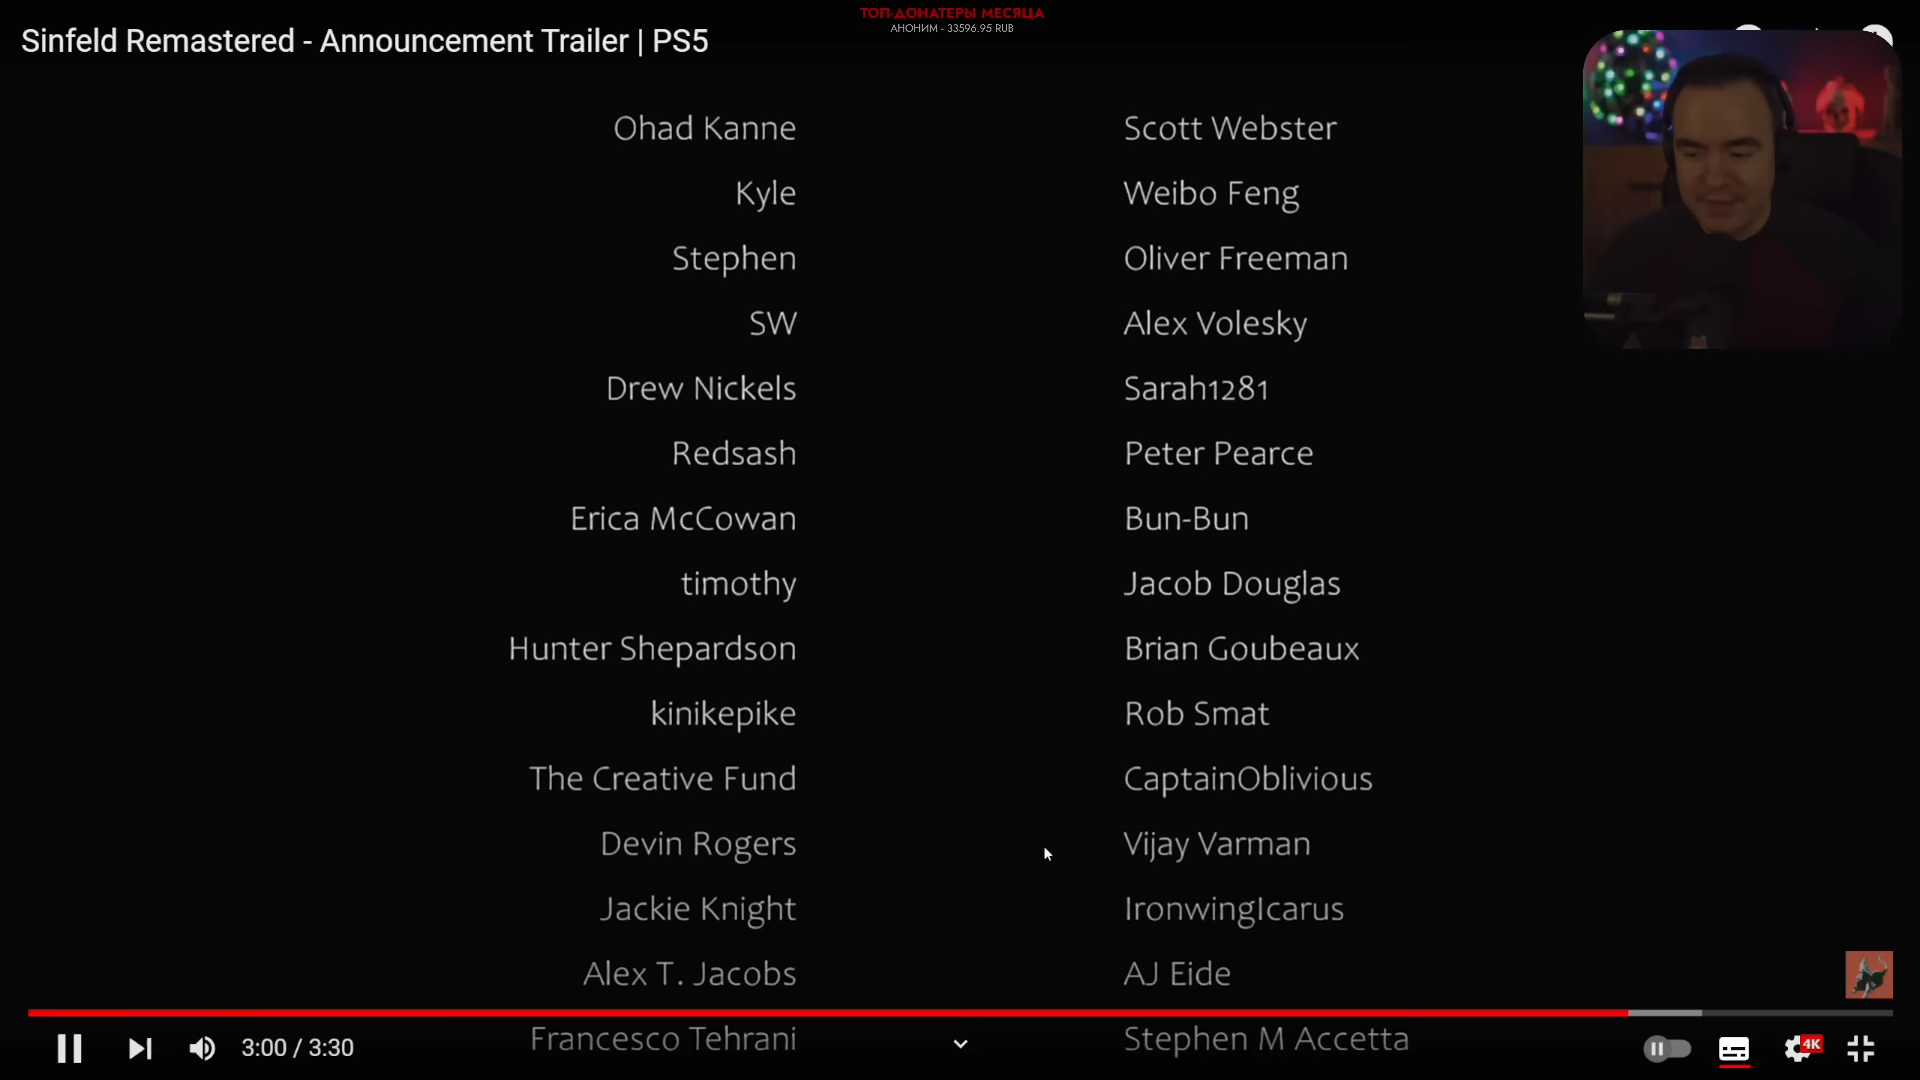 ТОП-ДОНАТЕРЫ МЕСЯЦА
АНОНИМ - 33596.95 RUB
Sinfeld Remastered - Announcement Trailer | PS5
Ohad Kanne
Scott Webster
Kyle
Weibo Feng
Stephen
Oliver Freeman
SW
Alex Volesky
Drew Nickels
Sarah1281
Redsash
Peter Pearce
Erica McCowan
Bun-Bun
timothy
Jacob Douglas
Hunter Shepardson
Brian Goubeaux
kinikepike
Rob Smat
The Creative Fund
CaptainOblivious
Devin Rogers
Vijay Varman
Jackie Knight
IronwingIcarus
Alex T. Jacobs
AJ Eide
Francesco Tehrani
Stephen M Accetta
3:00 / 3:30
4K